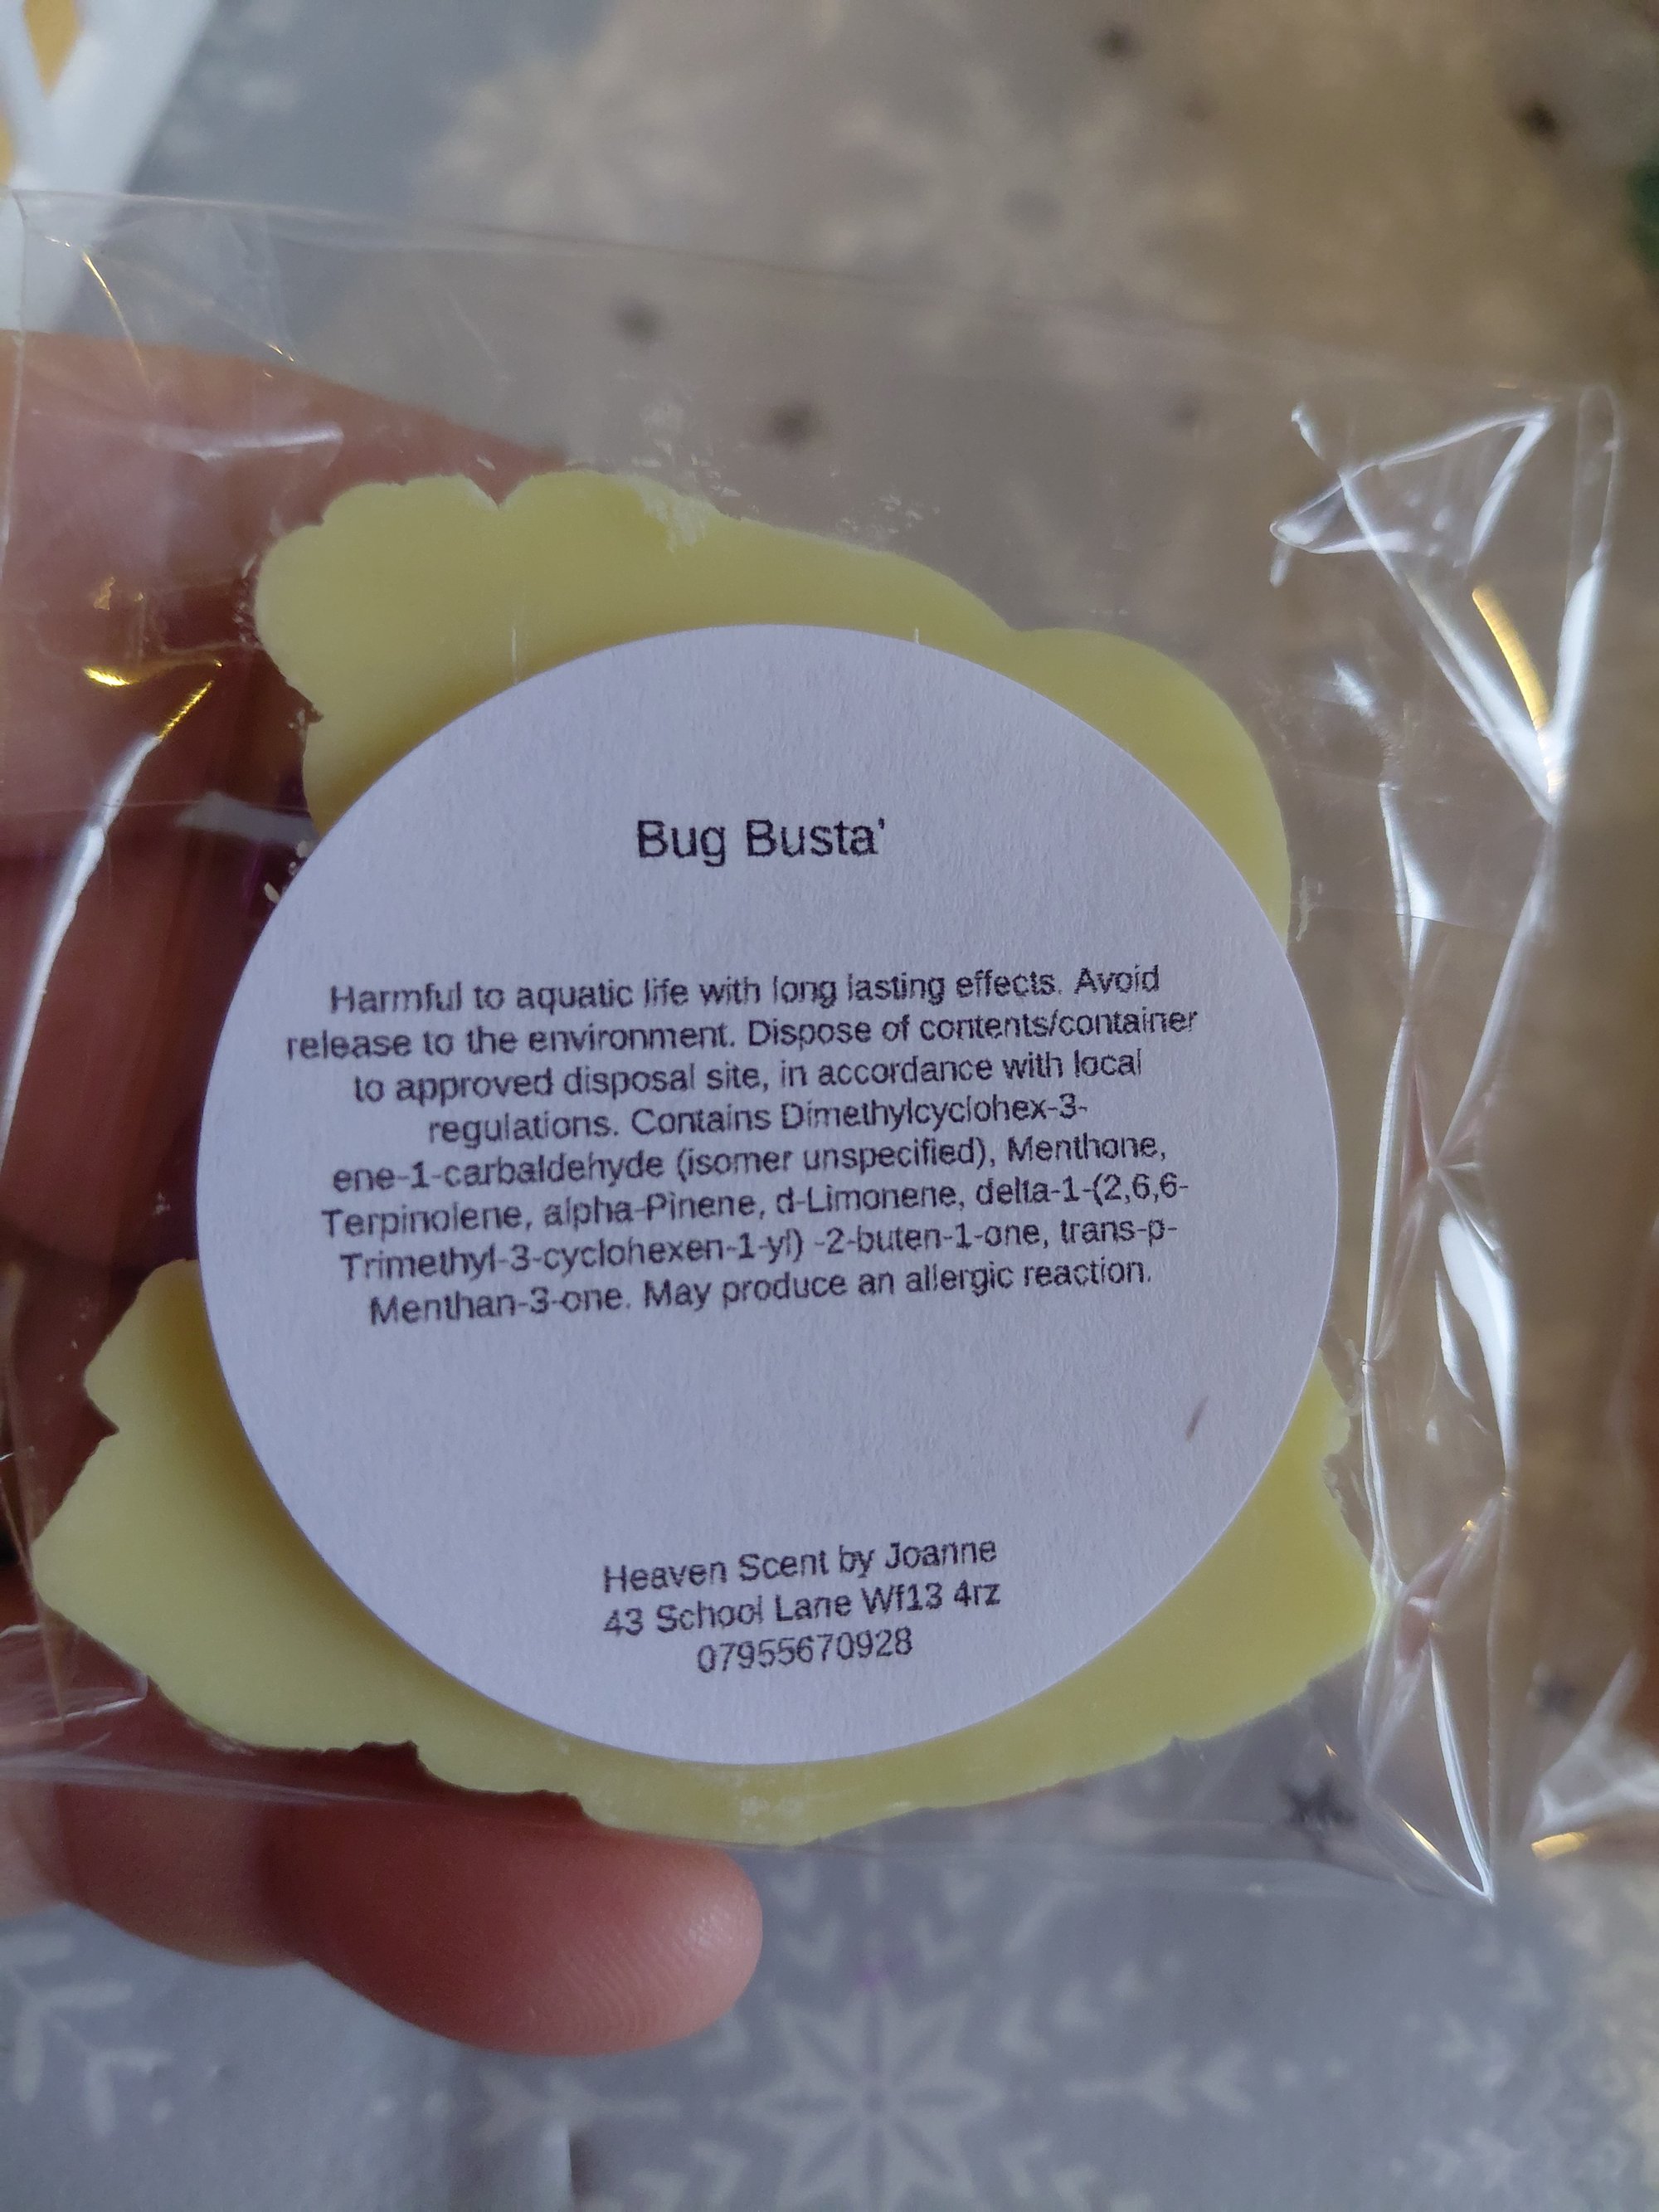 Bug Busta'
Harmful to aquatic life with long lasting effects. Avoid
release to the environment. Dispose of contents/container
to approved disposal site, in accordance with local
regulations. Contains Dimethylcyclohex-3-
ene-1-carbaldehyde (isomer unspecified), Menthone,
Terpinolene, alpha-Pinene, d-Limonene, delta-1-(2,6,6-
Trimethyl-3-cyclohexen-1-yl) -2-buten-1-one, trans-p-
Menthan-3-one. May produce an allergic reaction.
Heaven Scent by Joanne
43 School Lane Wf13 4rz
07955670928